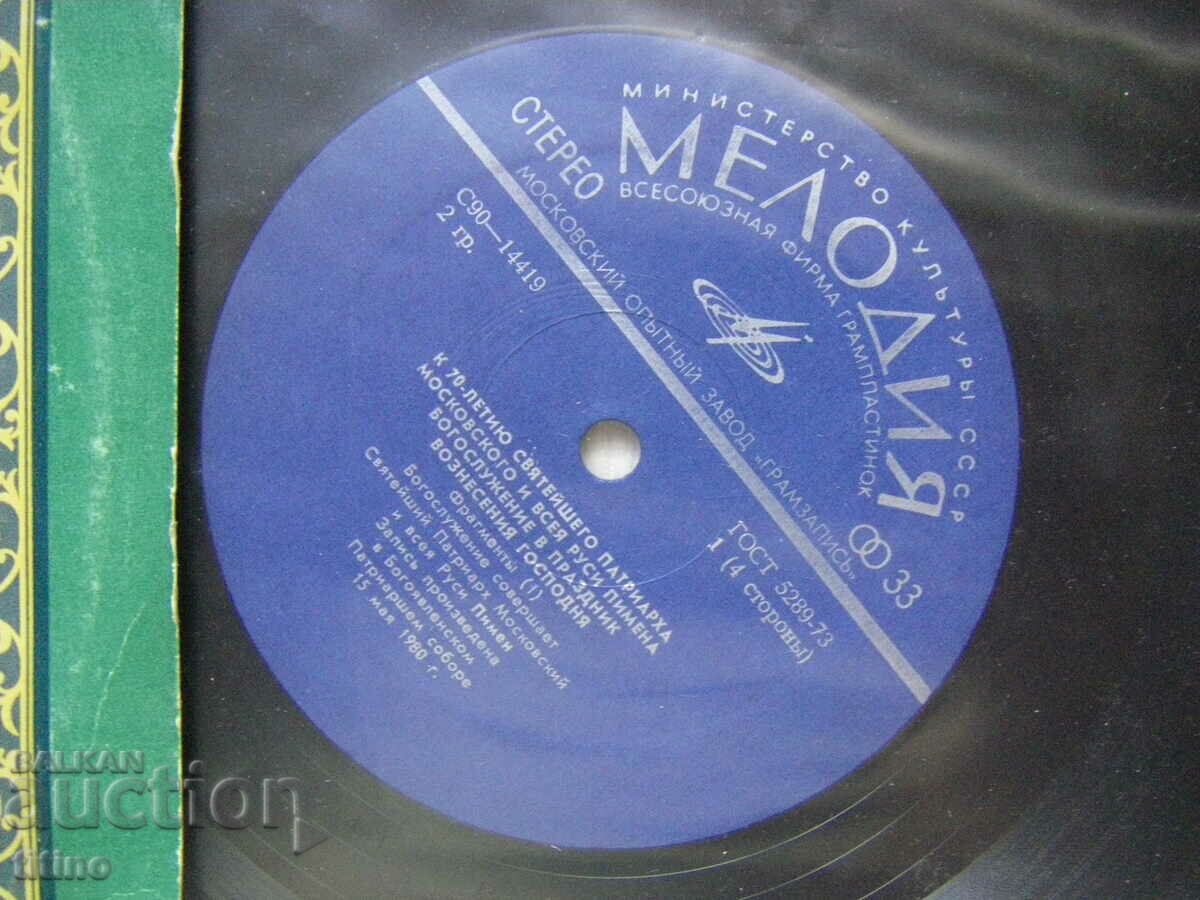 МИНИСТЕРСТВО КУЛЬТУРЫ СССР
МЕЛОДИЯ
ВСЕСОЮЗНАЯ ФИРМА ГРАМПЛАСТИНОК
МОСКОВСКИЙ ОПЫТНЫЙ ЗАВОД „ГРАМЗАПИСЬ"
СТЕРЕО
33
С90—14419
2 гр.
ГОСТ 5289-73
1 (4 стороны)
К 70-ЛЕТИЮ СВЯТЕЙШЕГО ПАТРИАРХА
МОСКОВСКОГО И ВСЕЯ РУСИ ПИМЕНА
БОГОСЛУЖЕНИЕ В ПРАЗДНИК
ВОЗНЕСЕНИЯ ГОСПОДНЯ
Фрагменты (1)
Богослужение совершает
Святейший Патриарх Московский
и всея Руси Пимен
Запись произведена
в Богоявленском
Патриаршем соборе
15 мая 1980 г.
BALKAN
auction
titino